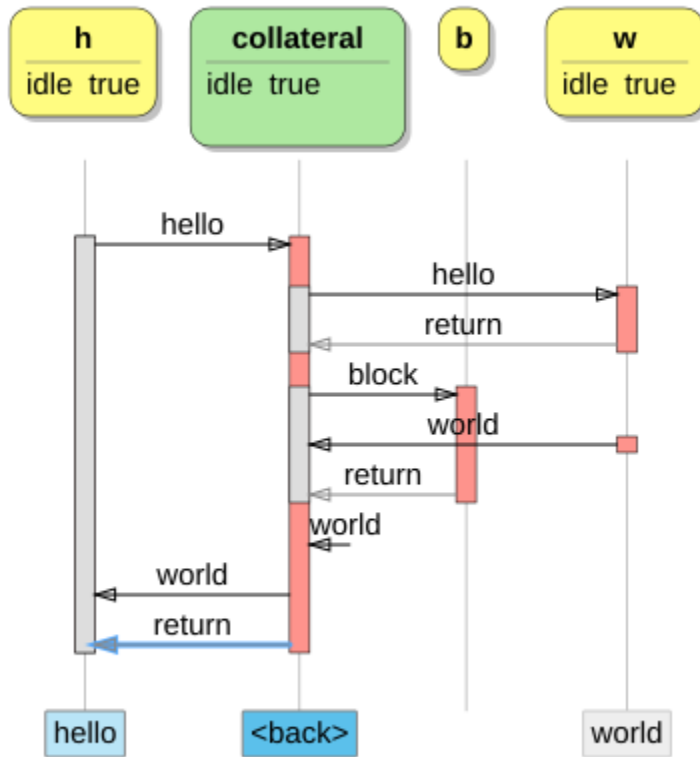 h
collateral
b
w
idle true
idle true
idle true
hello
hello
return
block
world
return
world
world
return
hello
<back>
world